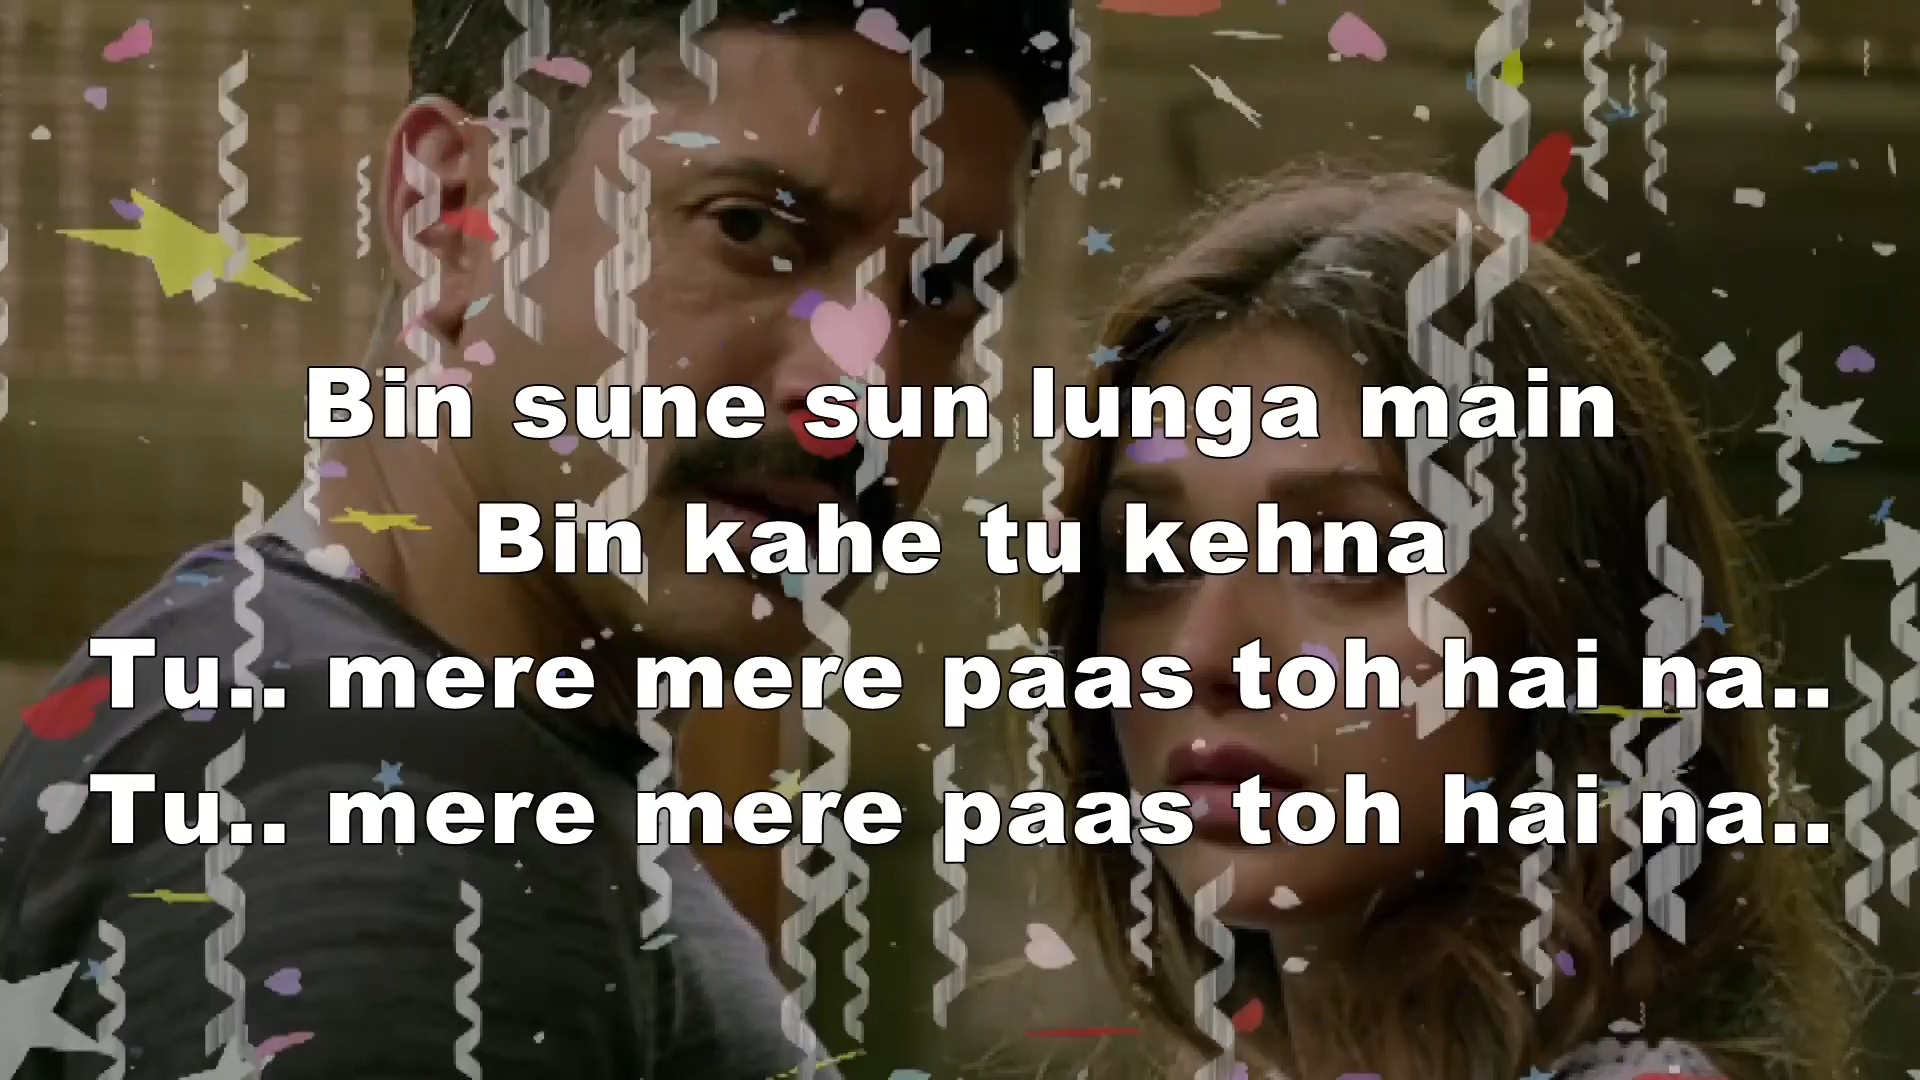 Bin sune sun lunga main
Bin kahe tu kehna
Tu.. mere mere paas toh hai na..
Tu.. mere mere paas toh hai na..